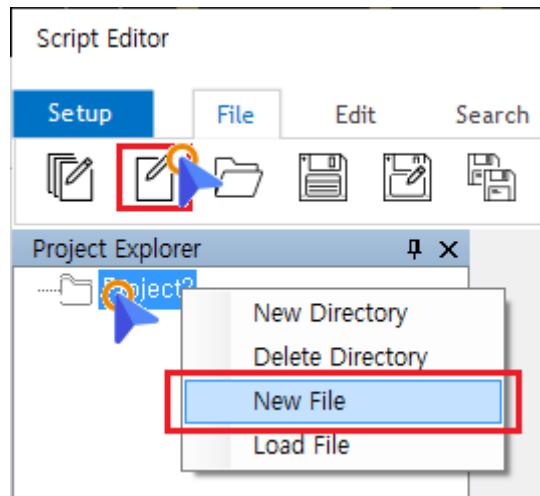 Script Editor
Setup File Edit Search
Project Explorer
New Directory
Delete Directory
New File
Load File